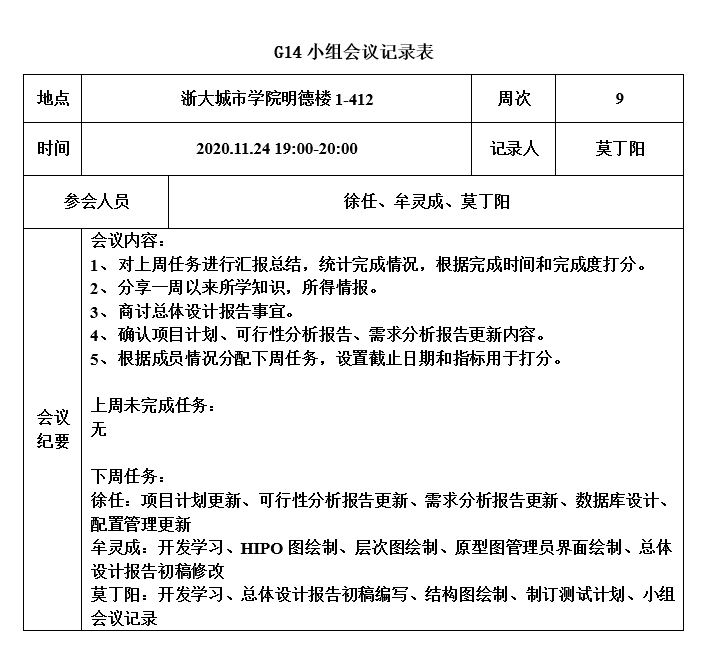 G14 小组会议记录表
地点 浙大城市学院明德楼 1-412 周次 9
时间 2020.11.24 19:00-20:00 记录人 莫丁阳
参会人员 徐任、牟灵成、莫丁阳
会议纪要
会议内容：
1、对上周任务进行汇报总结，统计完成情况，根据完成时间和完成度打分。
2、分享一周以来所学知识，所得情报。
3、商讨总体设计报告事宜。
4、确认项目计划、可行性分析报告、需求分析报告更新内容。
5、根据成员情况分配下周任务，设置截止日期和指标用于打分。
上周未完成任务：
无
下周任务：
徐任：项目计划更新、可行性分析报告更新、需求分析报告更新、数据库设计、
配置管理更新
牟灵成：开发学习、HIPO 图绘制、层次图绘制、原型图管理员界面绘制、总体
设计报告初稿修改
莫丁阳：开发学习、总体设计报告初稿编写、结构图绘制、制订测试计划、小组
会议记录